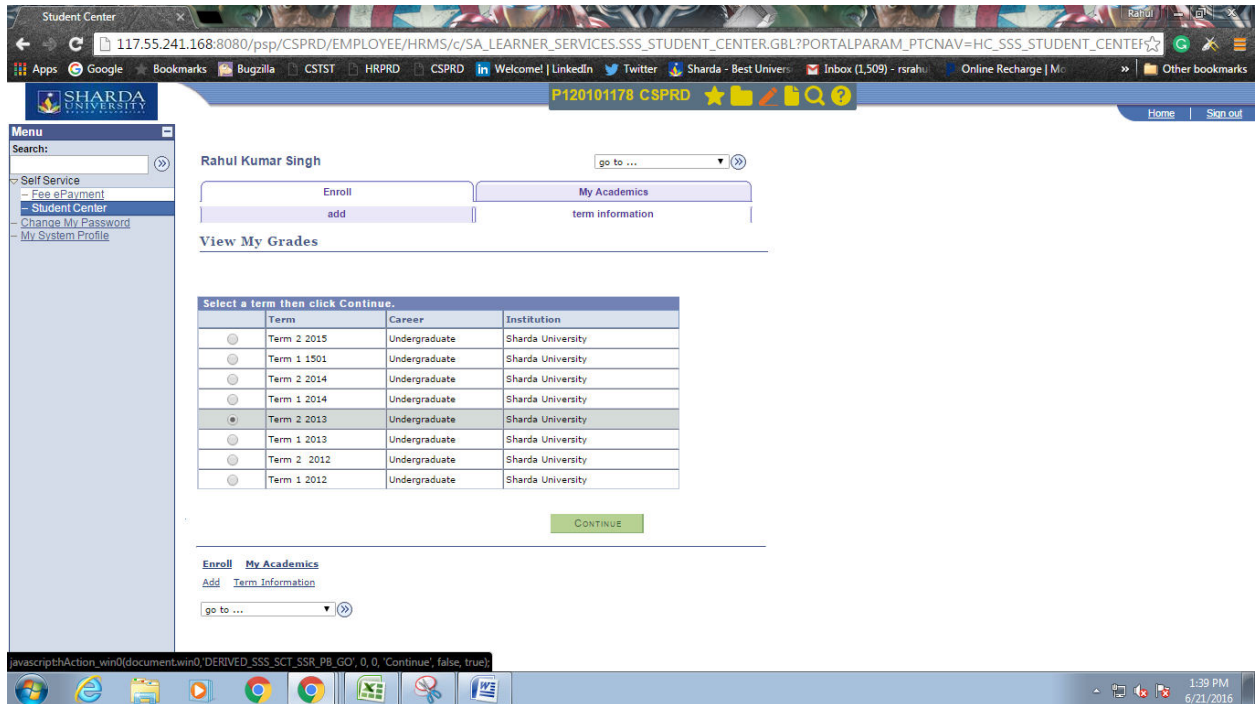 Student Center
Rahul
117.55.241.168:8080/psp/CSPRD/EMPLOYEE/HRMS/c/SA_LEARNER_SERVICES.SSS_STUDENT_CENTER.GBL?PORTALPARAM_PTCNAV=HC_SSS_STUDENT_CENTER
Apps Google Bookmarks Bugzilla CSTST HRPRD CSPRD Welcome! | LinkedIn Twitter Sharda - Best Univers Inbox (1,509) - rsrahu Online Recharge | Mo » Other bookmarks
SHARDA
UNIVERSITY
P120101178 CSPRD
Home Sign out
Menu
Search:
Self Service
– Fee ePayment
– Student Center
– Change My Password
– My System Profile
Rahul Kumar Singh
go to ...
Enroll My Academics
add term information
View My Grades
Select a term then click Continue.
Term Career Institution
Term 2 2015 Undergraduate Sharda University
Term 1 1501 Undergraduate Sharda University
Term 2 2014 Undergraduate Sharda University
Term 1 2014 Undergraduate Sharda University
Term 2 2013 Undergraduate Sharda University
Term 1 2013 Undergraduate Sharda University
Term 2 2012 Undergraduate Sharda University
Term 1 2012 Undergraduate Sharda University
CONTINUE
Enroll My Academics
Add Term Information
go to ...
javascript:hAction_win0(document.win0,'DERIVED_SSS_SCT_SSR_PB_GO', 0, 0, 'Continue', false, true);
1:39 PM
6/21/2016